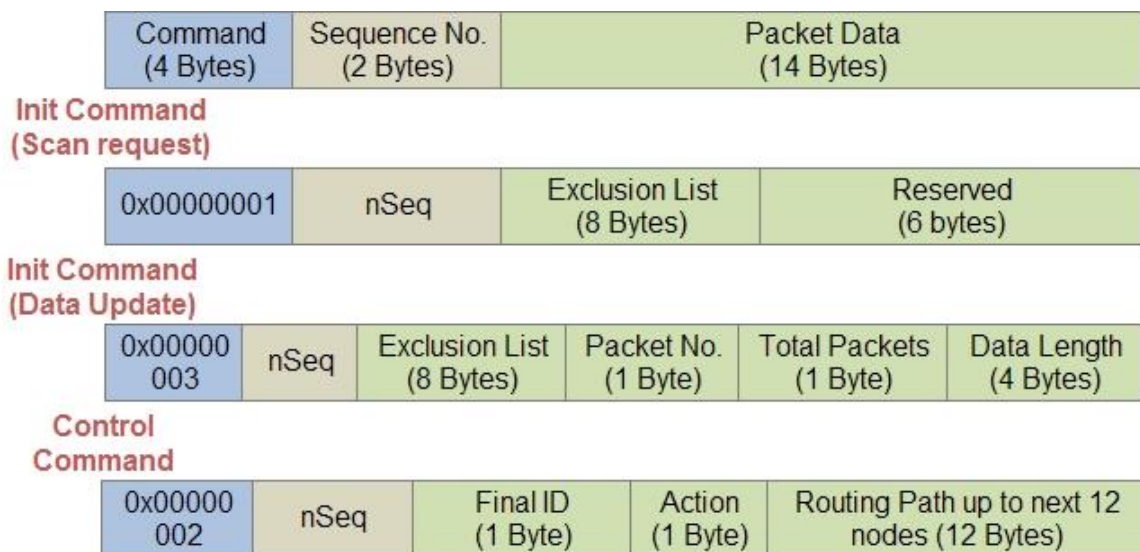 Command
(4 Bytes)
Sequence No.
(2 Bytes)
Packet Data
(14 Bytes)
Init Command
(Scan request)
0x00000001
nSeq
Exclusion List
(8 Bytes)
Reserved
(6 bytes)
Init Command
(Data Update)
0x00000
003
nSeq
Exclusion List
(8 Bytes)
Packet No.
(1 Byte)
Total Packets
(1 Byte)
Data Length
(4 Bytes)
Control
Command
0x00000
002
nSeq
Final ID
(1 Byte)
Action
(1 Byte)
Routing Path up to next 12
nodes (12 Bytes)